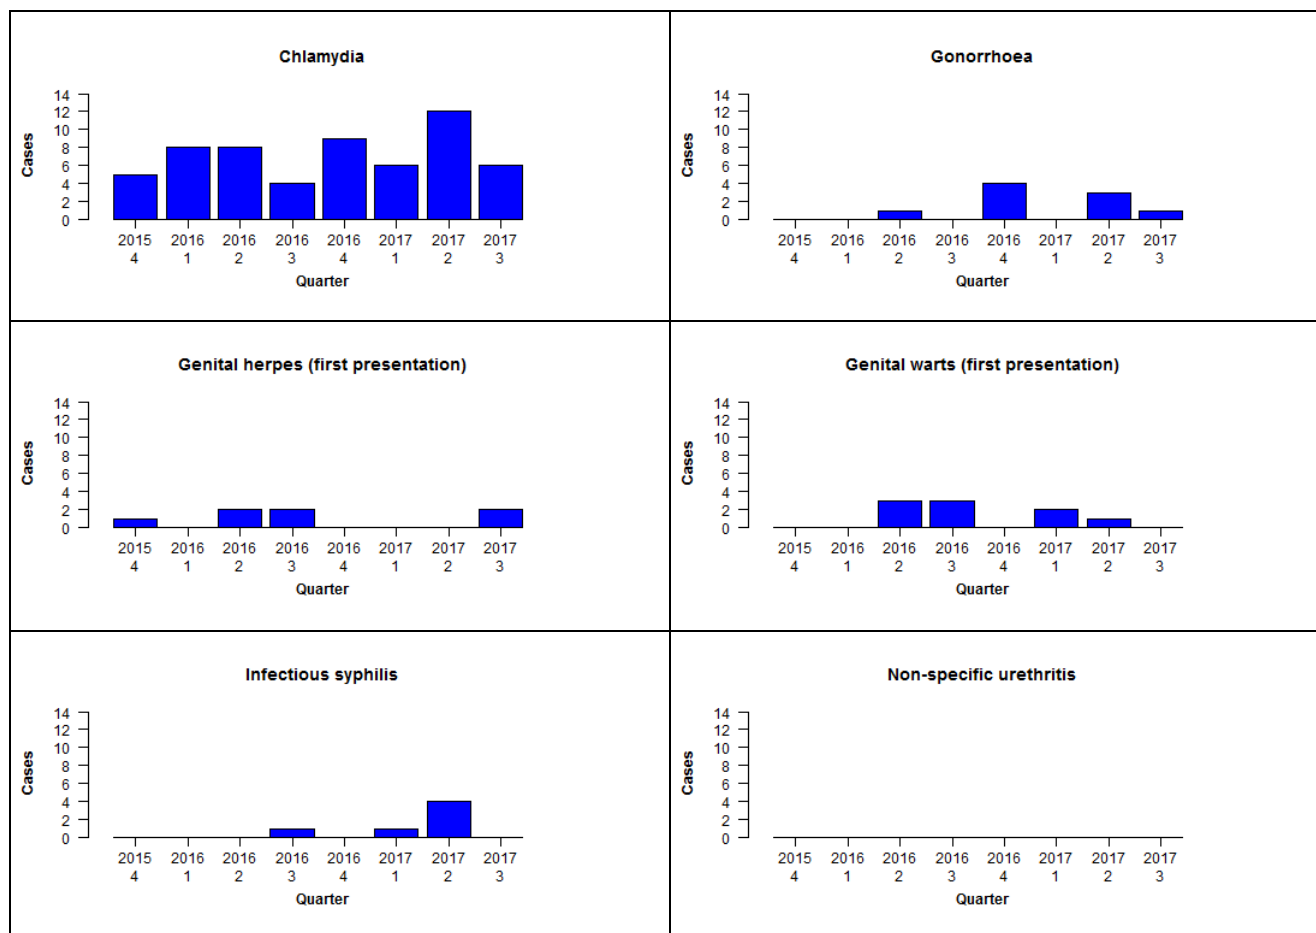 Chlamydia
14
12
10
8
6
4
2
0
Cases
2015 2016 2016 2016 2016 2017 2017 2017
4 1 2 3 4 1 2 3
Quarter
Gonorrhoea
14
12
10
8
6
4
2
0
Cases
2015 2016 2016 2016 2016 2017 2017 2017
4 1 2 3 4 1 2 3
Quarter
Genital herpes (first presentation)
14
12
10
8
6
4
2
0
Cases
2015 2016 2016 2016 2016 2017 2017 2017
4 1 2 3 4 1 2 3
Quarter
Genital warts (first presentation)
14
12
10
8
6
4
2
0
Cases
2015 2016 2016 2016 2016 2017 2017 2017
4 1 2 3 4 1 2 3
Quarter
Infectious syphilis
14
12
10
8
6
4
2
0
Cases
2015 2016 2016 2016 2016 2017 2017 2017
4 1 2 3 4 1 2 3
Quarter
Non-specific urethritis
14
12
10
8
6
4
2
0
Cases
2015 2016 2016 2016 2016 2017 2017 2017
4 1 2 3 4 1 2 3
Quarter